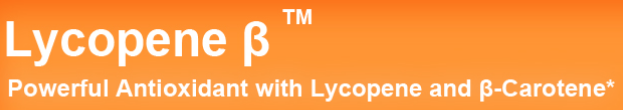 Lycopene β ™
Powerful Antioxidant with Lycopene and β-Carotene*